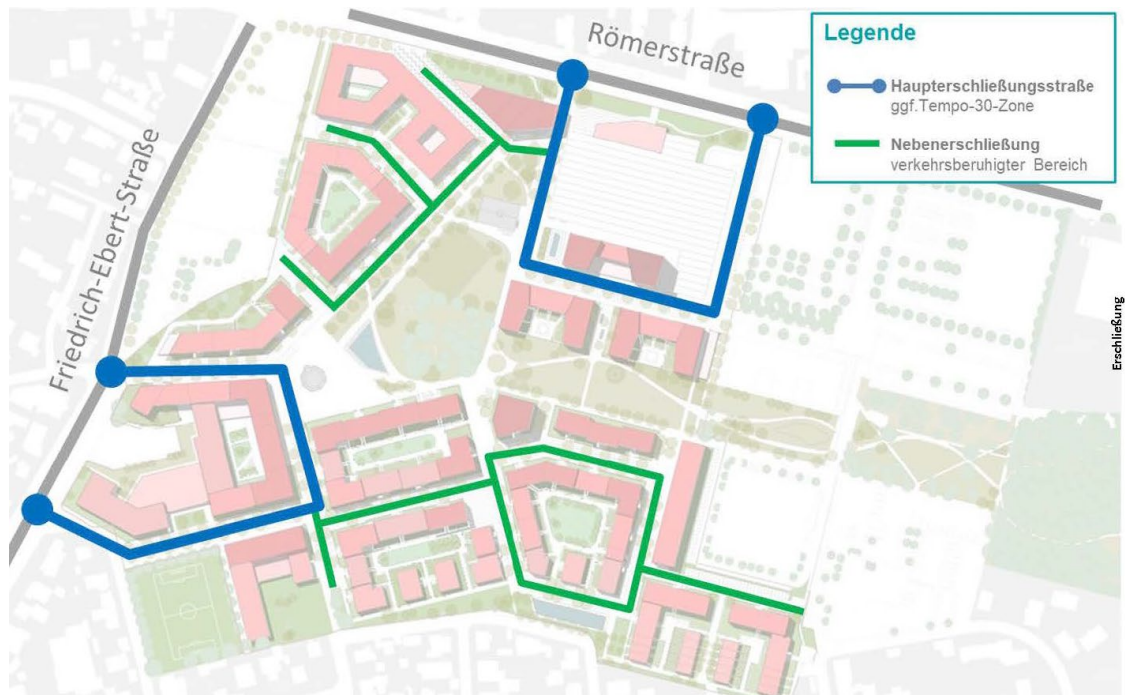 Römerstraße
Friedrich-Ebert-Straße
Legende
Haupterschließungsstraße
ggf.Tempo-30-Zone
Nebenerschließung
verkehrsberuhigter Bereich
Erschließung